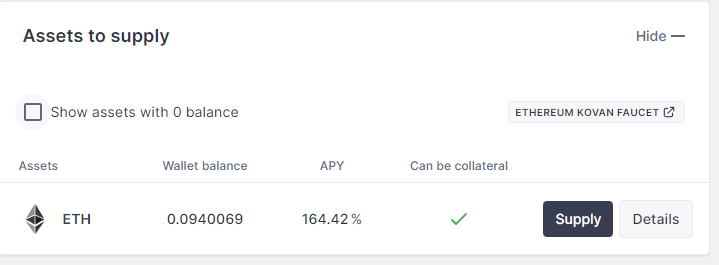 Assets to supply
Hide
Show assets with 0 balance
ETHEREUM KOVAN FAUCET
Assets Wallet balance APY Can be collateral
ETH 0.0940069 164.42 % Supply Details